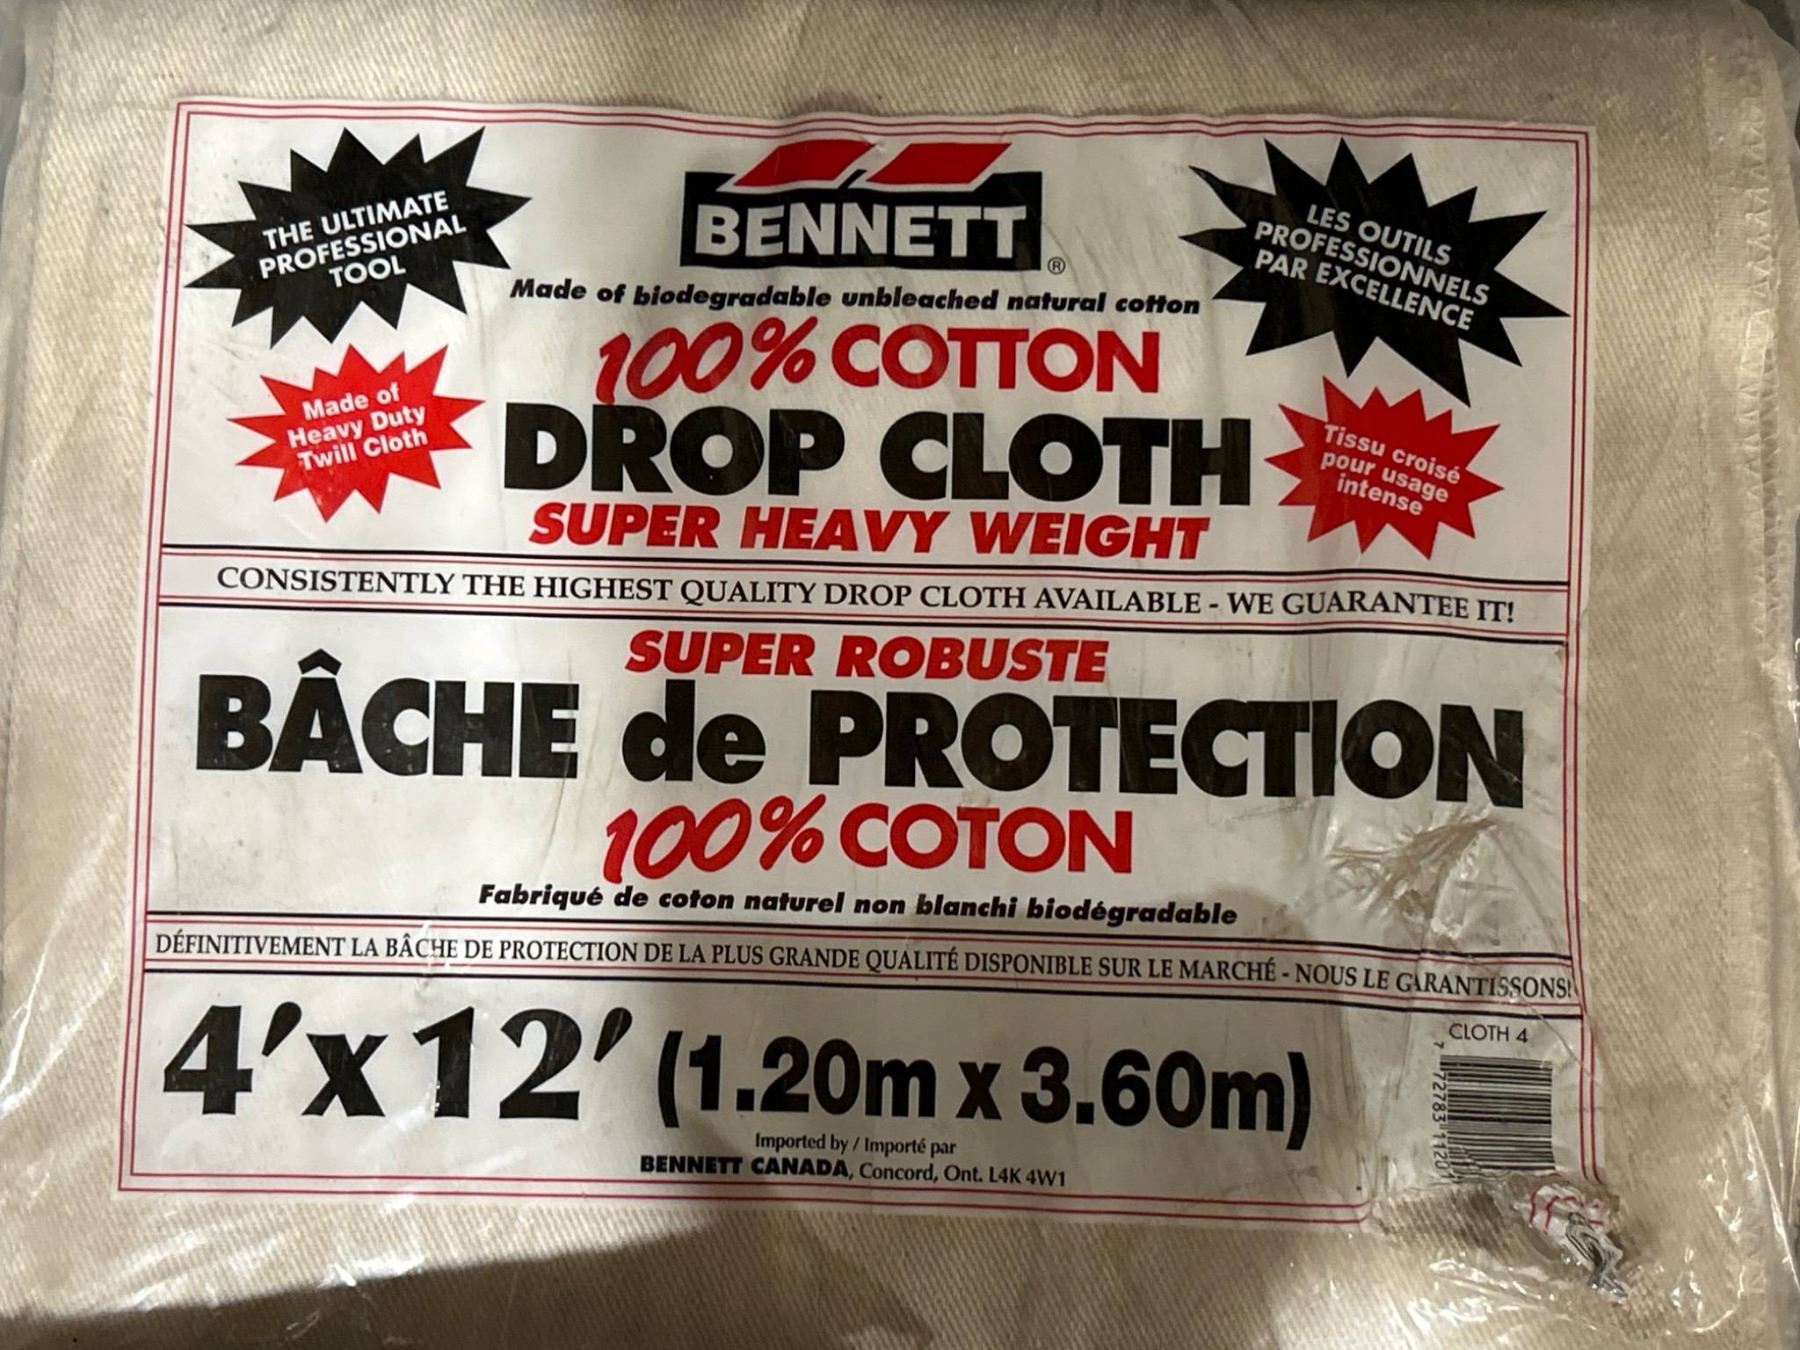 THE ULTIMATE
PROFESSIONAL
TOOL
BENNETT®
LES OUTILS
PROFESSIONNELS
PAR EXCELLENCE
Made of biodegradable unbleached natural cotton
100% COTTON
Made of
Heavy Duty
Twill Cloth
DROP CLOTH
Tissu croisé
pour usage
intense
SUPER HEAVY WEIGHT
CONSISTENTLY THE HIGHEST QUALITY DROP CLOTH AVAILABLE - WE GUARANTEE IT!
SUPER ROBUSTE
BÂCHE de PROTECTION
100% COTON
Fabriqué de coton naturel non blanchi biodégradable
DÉFINITIVEMENT LA BÂCHE DE PROTECTION DE LA PLUS GRANDE QUALITÉ DISPONIBLE SUR LE MARCHÉ - NOUS LE GARANTISSONS!
4'x12' (1.20m x 3.60m)
CLOTH 4
7 72783 11201
Imported by / Importé par
BENNETT CANADA, Concord, Ont. L4K 4W1